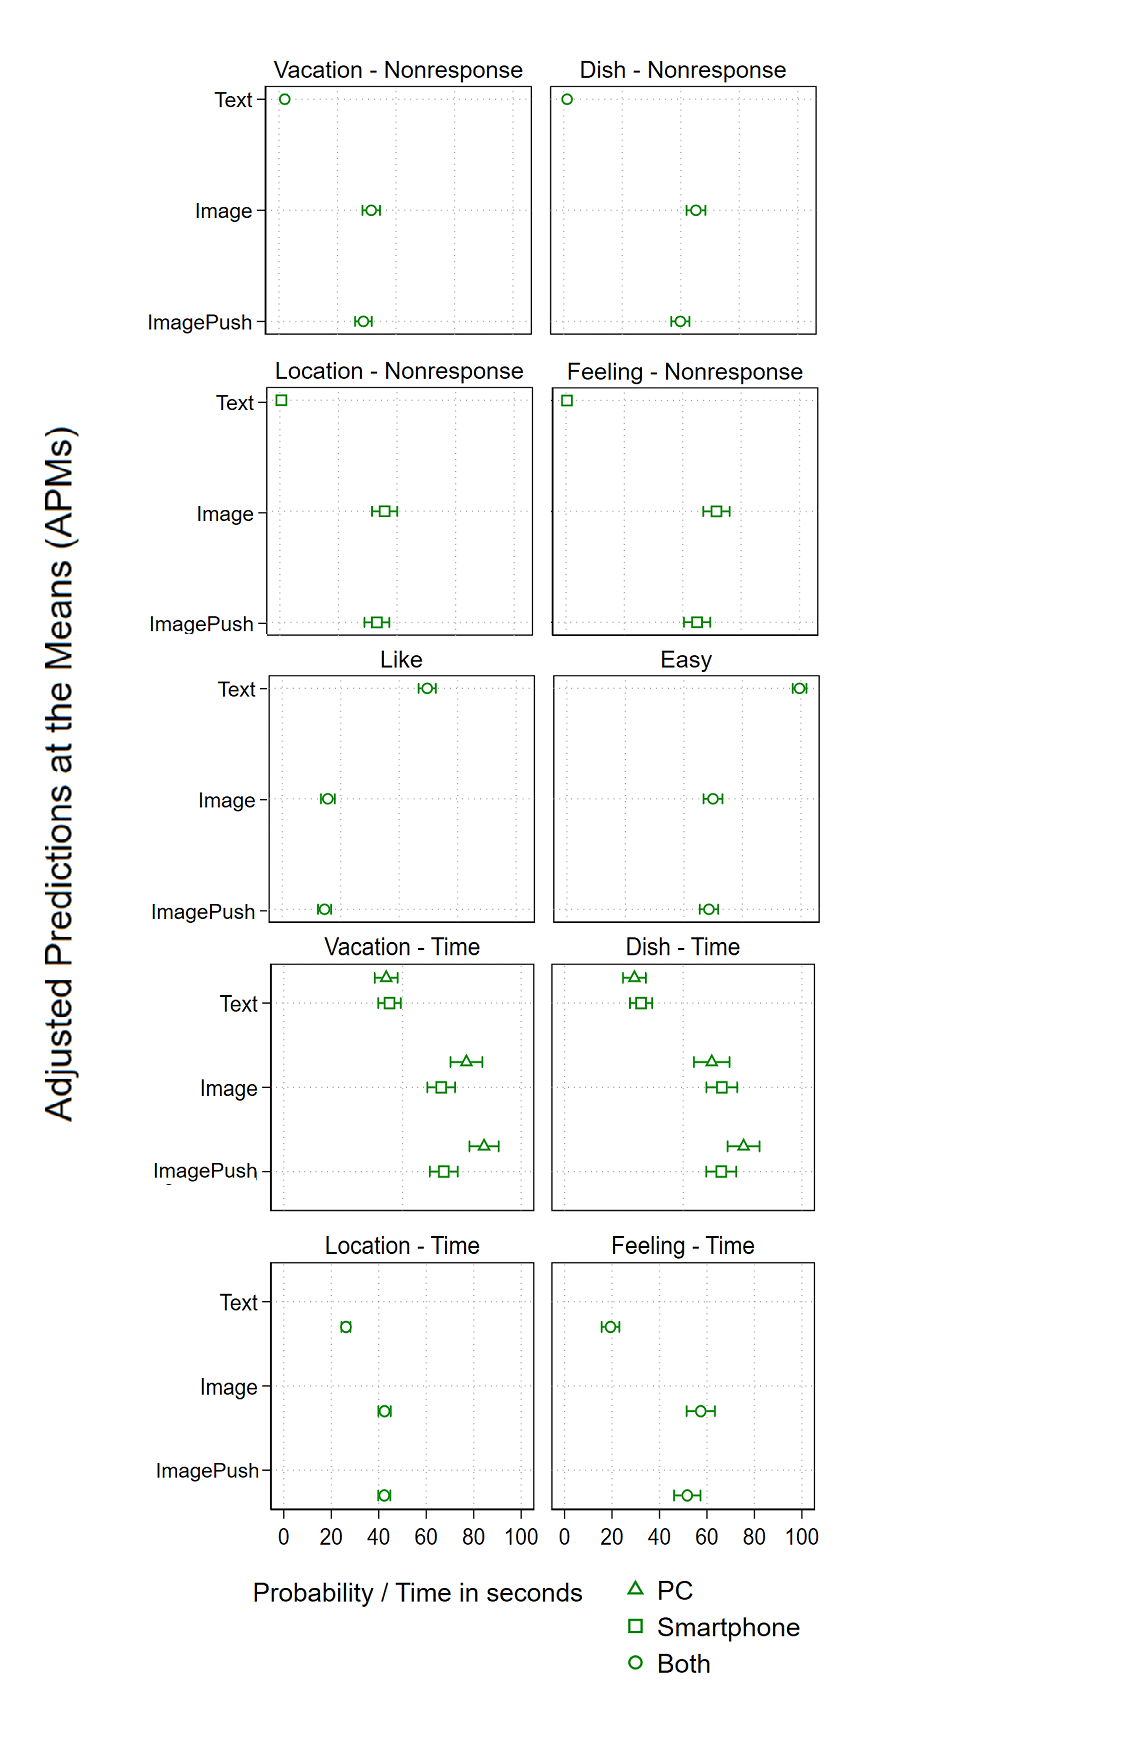 Adjusted Predictions at the Means (APMs)
Vacation - Nonresponse
Dish - Nonresponse
Text
Image
ImagePush
Location - Nonresponse
Feeling - Nonresponse
Text
Image
ImagePush
Like
Easy
Text
Image
ImagePush
Vacation - Time
Dish - Time
Text
Image
ImagePush
Location - Time
Feeling - Time
Text
Image
ImagePush
0 20 40 60 80 100
0 20 40 60 80 100
Probability / Time in seconds
PC
Smartphone
Both